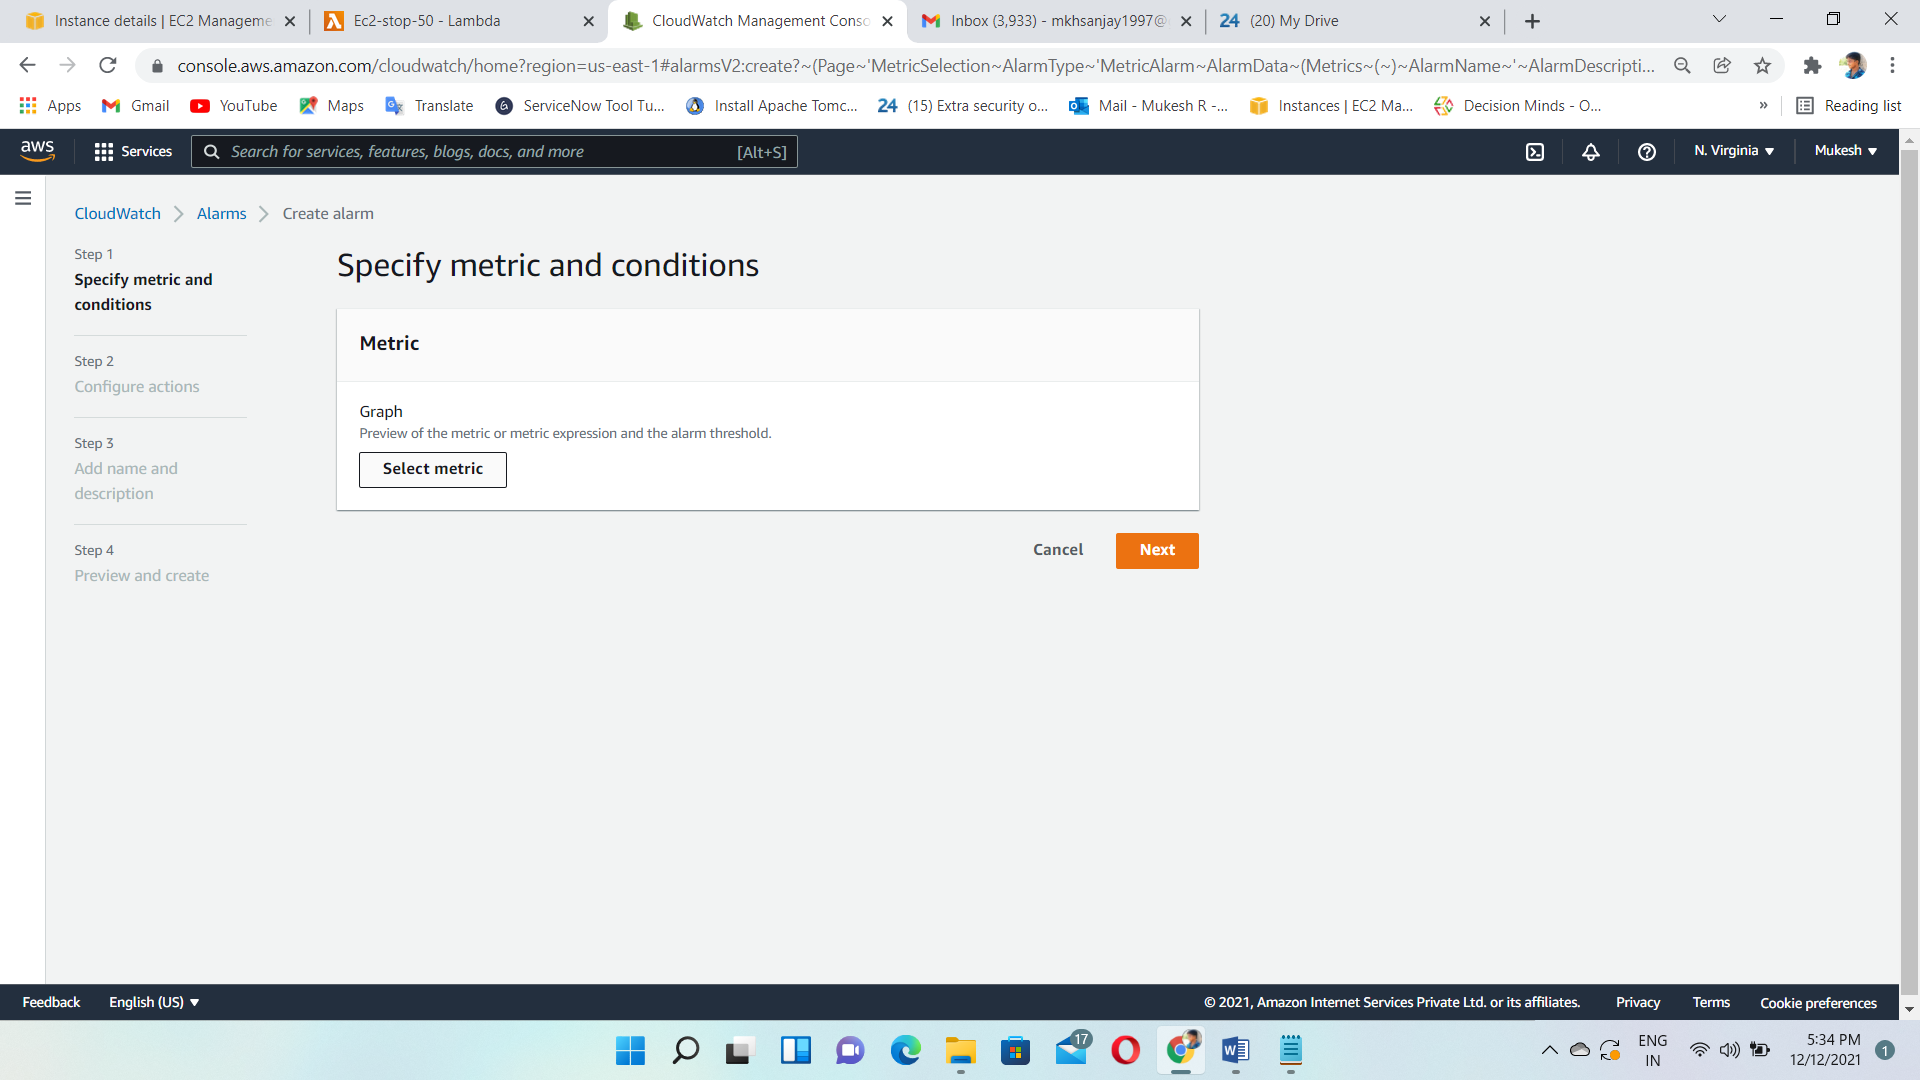 Instance details | EC2 Manageme
Ec2-stop-50 - Lambda
CloudWatch Management Conso
Inbox (3,933) - mkhsanjay1997@
24 (20) My Drive
console.aws.amazon.com/cloudwatch/home?region=us-east-1#alarmsV2:create?~(Page~'MetricSelection~AlarmType~'MetricAlarm~AlarmData~(Metrics~(~)~AlarmName~'~AlarmDescripti...
Apps
Gmail
YouTube
Maps
Translate
ServiceNow Tool Tu...
Install Apache Tomc...
24 (15) Extra security o...
Mail - Mukesh R -...
Instances | EC2 Ma...
Decision Minds - O...
»
Reading list
aws
Services
Search for services, features, blogs, docs, and more
[Alt+S]
N. Virginia
Mukesh
CloudWatch
Alarms
Create alarm
Step 1
Specify metric and
conditions
Step 2
Configure actions
Step 3
Add name and
description
Step 4
Preview and create
Specify metric and conditions
Metric
Graph
Preview of the metric or metric expression and the alarm threshold.
Select metric
Cancel
Next
Feedback
English (US)
© 2021, Amazon Internet Services Private Ltd. or its affiliates.
Privacy
Terms
Cookie preferences
17
ENG
IN
5:34 PM
12/12/2021
1